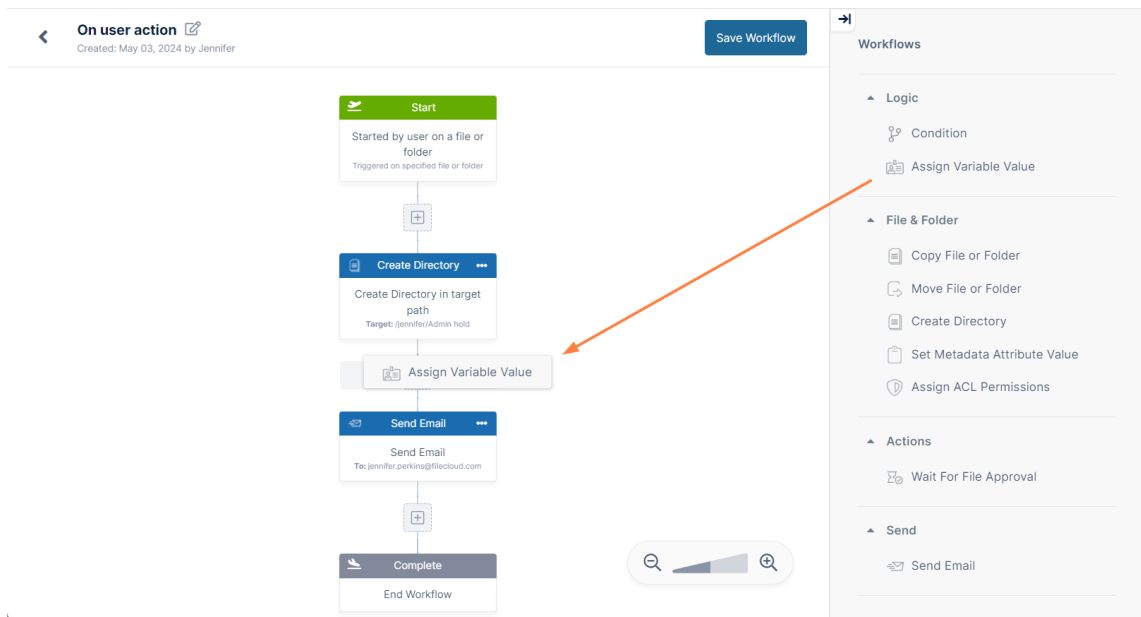 On user action
Created: May 03, 2024 by Jennifer
Save Workflow
Start
Started by user on a file or
folder
Triggered on specified file or folder
Create Directory
Create Directory in target
path
Target: /jennifer/Admin hold
Assign Variable Value
Send Email
Send Email
To: jennifer.perkins@filecloud.com
Complete
End Workflow
Workflows
Logic
Condition
Assign Variable Value
File & Folder
Copy File or Folder
Move File or Folder
Create Directory
Set Metadata Attribute Value
Assign ACL Permissions
Actions
Wait For File Approval
Send
Send Email